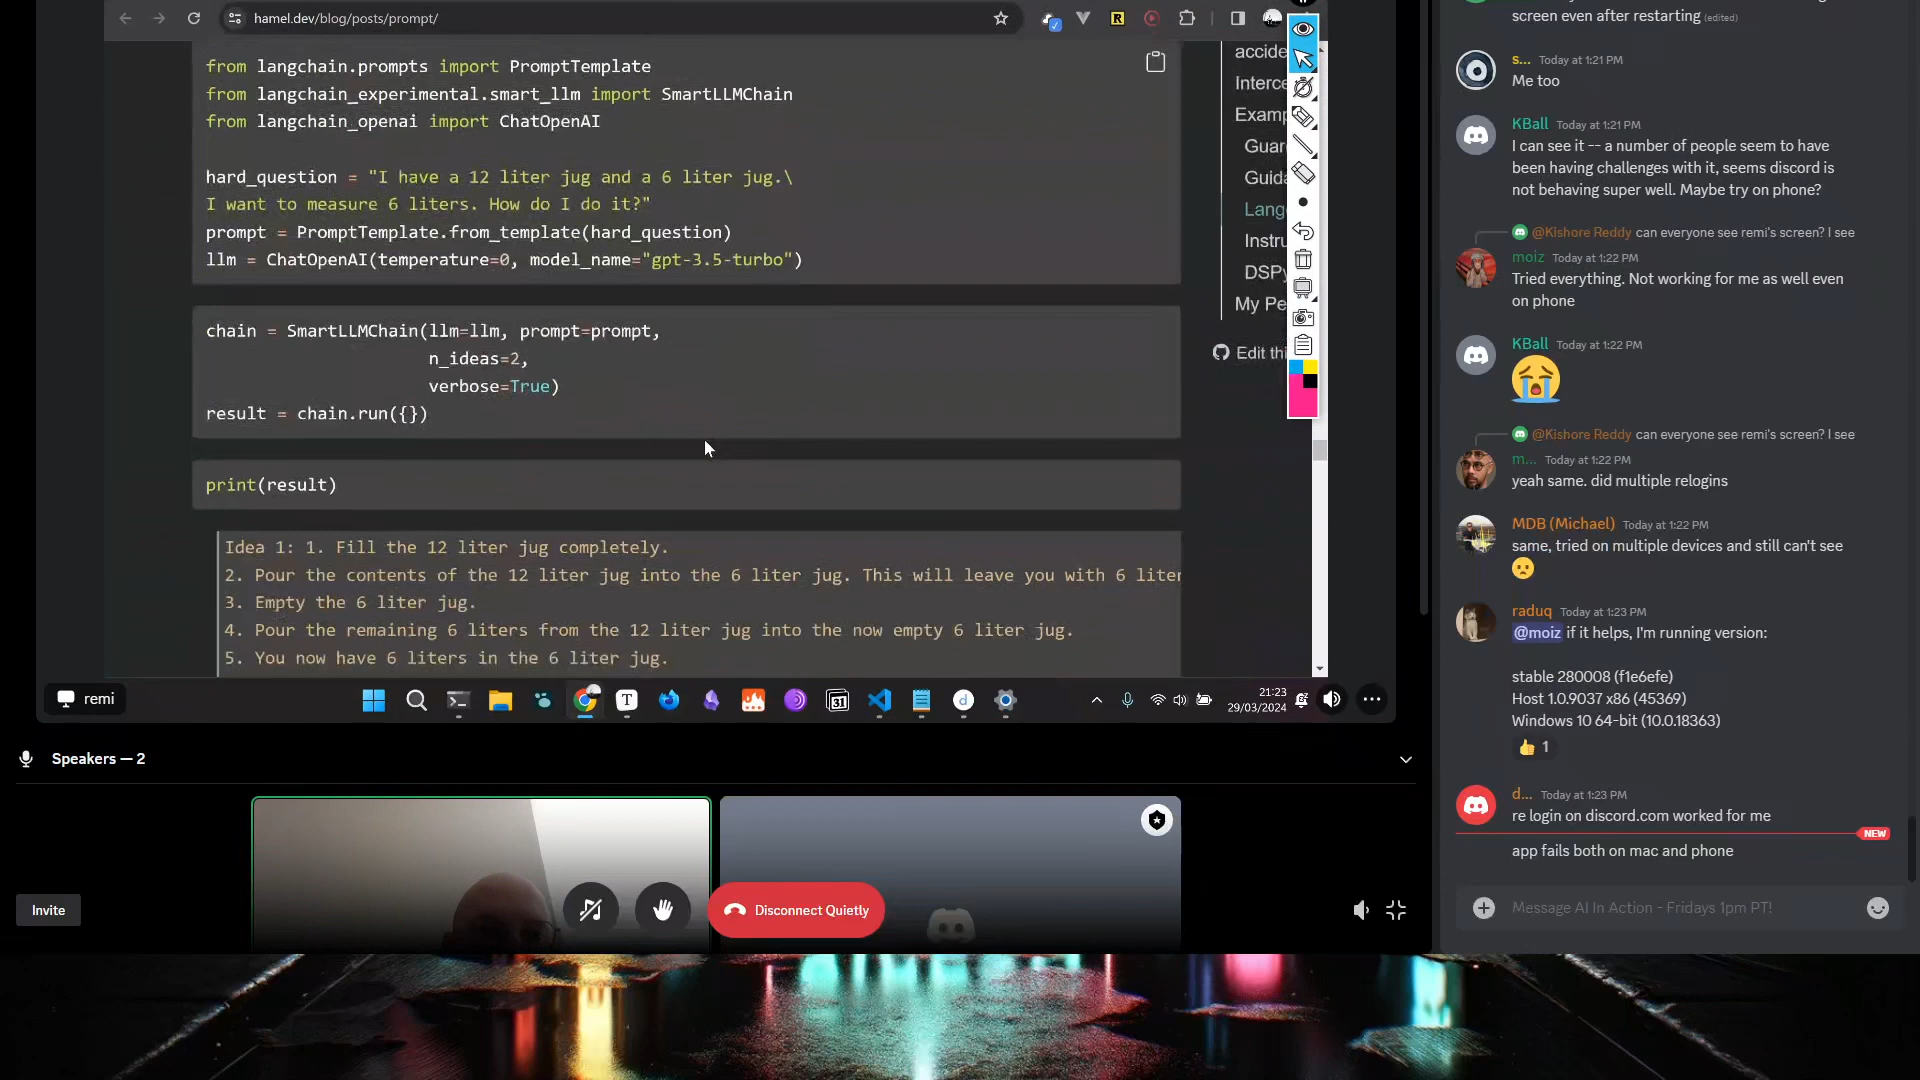 hamel.dev/blog/posts/prompt/
from langchain.prompts import PromptTemplate
from langchain_experimental.smart_llm import SmartLLMChain
from langchain_openai import ChatOpenAI
hard_question = "I have a 12 liter jug and a 6 liter jug.\
I want to measure 6 liters. How do I do it?"
prompt = PromptTemplate.from_template(hard_question)
llm = ChatOpenAI(temperature=0, model_name="gpt-3.5-turbo")
chain = SmartLLMChain(llm=llm, prompt=prompt,
n_ideas=2,
verbose=True)
result = chain.run({})
print(result)
Idea 1: 1. Fill the 12 liter jug completely.
2. Pour the contents of the 12 liter jug into the 6 liter jug. This will leave you with 6 liter
3. Empty the 6 liter jug.
4. Pour the remaining 6 liters from the 12 liter jug into the now empty 6 liter jug.
5. You now have 6 liters in the 6 liter jug.
accide
Interce
Examp
Guar
Guida
Lang
Instru
DSPy
My Pe
Edit thi
remi
21:23
29/03/2024
Speakers — 2
Invite
Disconnect Quietly
screen even after restarting (edited)
s... Today at 1:21 PM
Me too
KBall Today at 1:21 PM
I can see it -- a number of people seem to have
been having challenges with it, seems discord is
not behaving super well. Maybe try on phone?
@Kishore Reddy can everyone see remi's screen? I see
moiz Today at 1:22 PM
Tried everything. Not working for me as well even
on phone
KBall Today at 1:22 PM
@Kishore Reddy can everyone see remi's screen? I see
m... Today at 1:22 PM
yeah same. did multiple relogins
MDB (Michael) Today at 1:22 PM
same, tried on multiple devices and still can't see
raduq Today at 1:23 PM
@moiz if it helps, I'm running version:
stable 280008 (f1e6efe)
Host 1.0.9037 x86 (45369)
Windows 10 64-bit (10.0.18363)
1
d... Today at 1:23 PM
re login on discord.com worked for me
NEW
app fails both on mac and phone
Message AI In Action - Fridays 1pm PT!